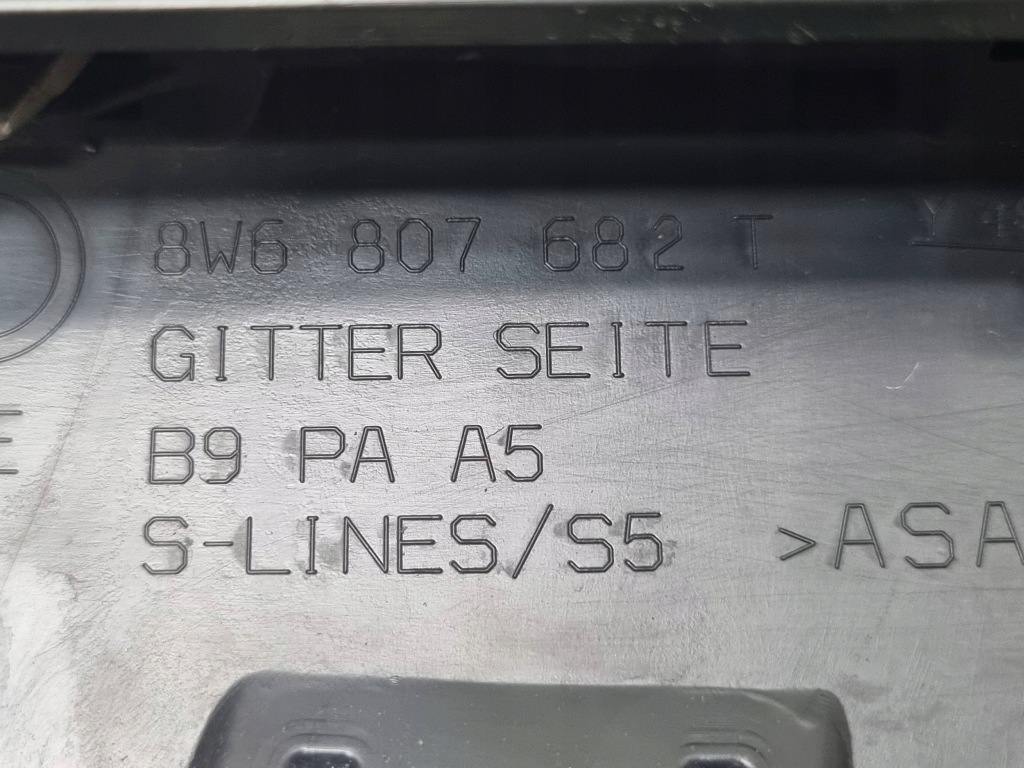 8W6 807 682 T
GITTER SEITE
B9 PA A5
S-LINES/S5 >ASA